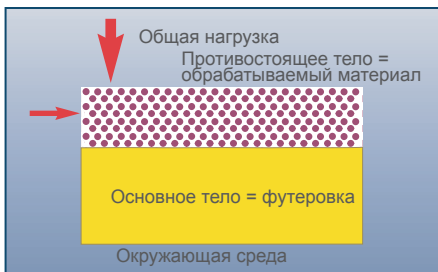 Общая нагрузка
Противостоящее тело =
обрабатываемый материал
Основное тело = футеровка
Окружающая среда